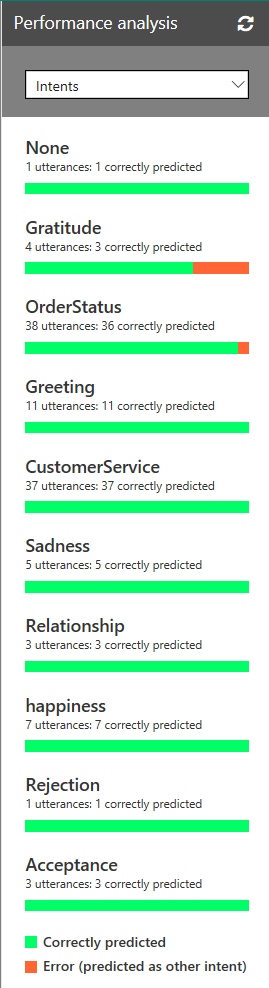 Performance analysis
Intents
None
1 utterances: 1 correctly predicted
Gratitude
4 utterances: 3 correctly predicted
OrderStatus
38 utterances: 36 correctly predicted
Greeting
11 utterances: 11 correctly predicted
CustomerService
37 utterances: 37 correctly predicted
Sadness
5 utterances: 5 correctly predicted
Relationship
3 utterances: 3 correctly predicted
happiness
7 utterances: 7 correctly predicted
Rejection
1 utterances: 1 correctly predicted
Acceptance
3 utterances: 3 correctly predicted
Correctly predicted
Error (predicted as other intent)